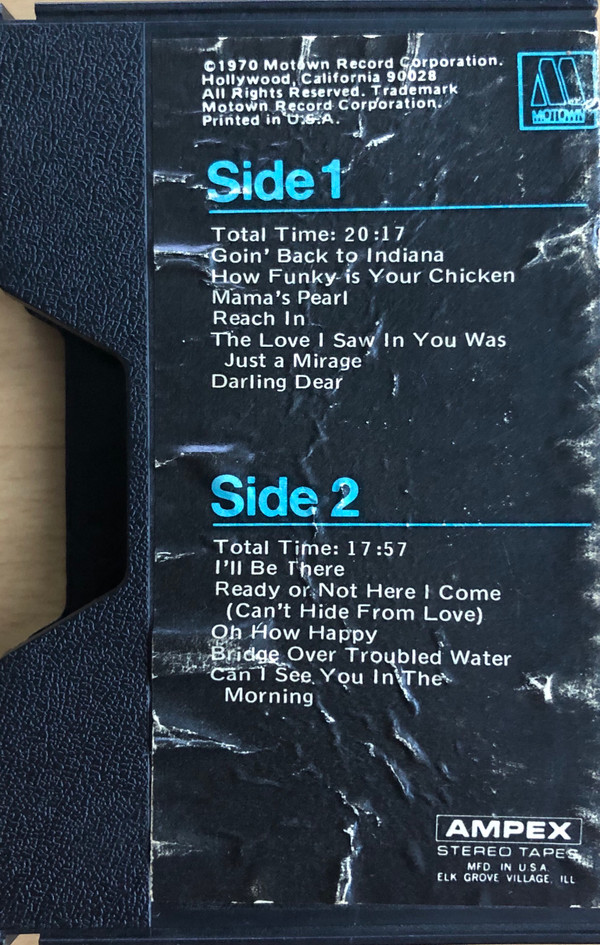 ©1970 Motown Record Corporation.
Hollywood, California 90028
All Rights Reserved. Trademark
Motown Record Corporation.
Printed in U.S.A.
M
MOTOWN
Side 1
Total Time: 20:17
Goin' Back to Indiana
How Funky is Your Chicken
Mama's Pearl
Reach In
The Love I Saw In You Was
Just a Mirage
Darling Dear
Side 2
Total Time: 17:57
I'll Be There
Ready or Not Here I Come
(Can't Hide From Love)
Oh How Happy
Bridge Over Troubled Water
Can I See You In The
Morning
AMPEX
STEREO TAPES
MFD IN U.S.A.
ELK GROVE VILLAGE, ILL